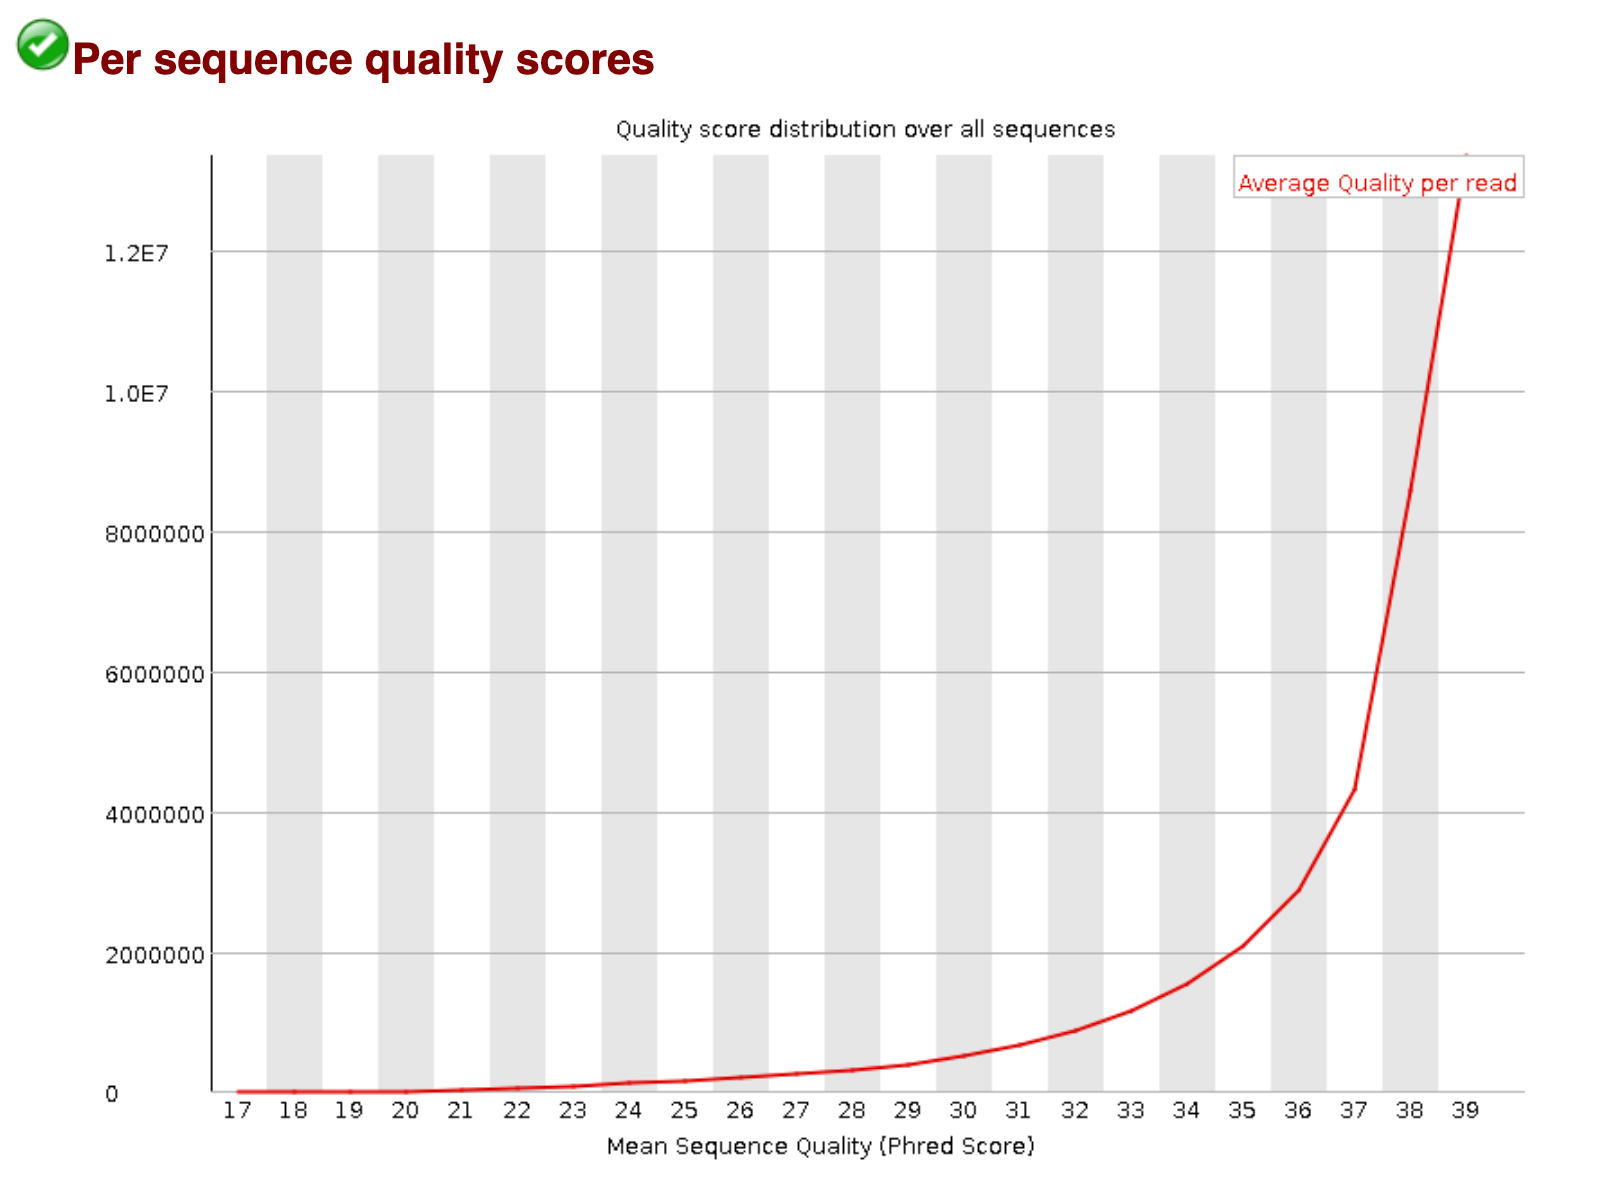 Per sequence quality scores
Quality score distribution over all sequences
Average Quality per read
1.2E7
1.0E7
8000000
6000000
4000000
2000000
0
17 18 19 20 21 22 23 24 25 26 27 28 29 30 31 32 33 34 35 36 37 38 39
Mean Sequence Quality (Phred Score)